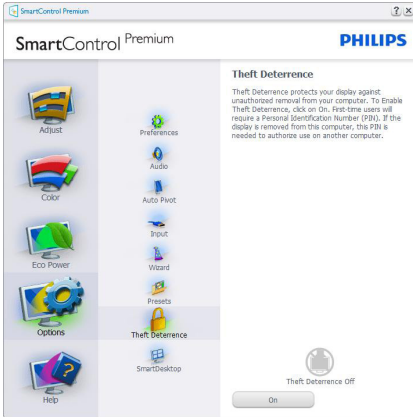 SmartControl Premium
SmartControl Premium
PHILIPS
Adjust
Color
Eco Power
Options
Help
Preferences
Audio
Auto Pivot
Input
Wizard
Presets
Theft Deterrence
SmartDesktop
Theft Deterrence
Theft Deterrence protects your display against
unauthorized removal from your computer. To Enable
Theft Deterrence, click on On. First-time users will
require a Personal Identification Number (PIN). If the
display is removed from this computer, this PIN is
needed to authorize use on another computer.
Theft Deterrence Off
On